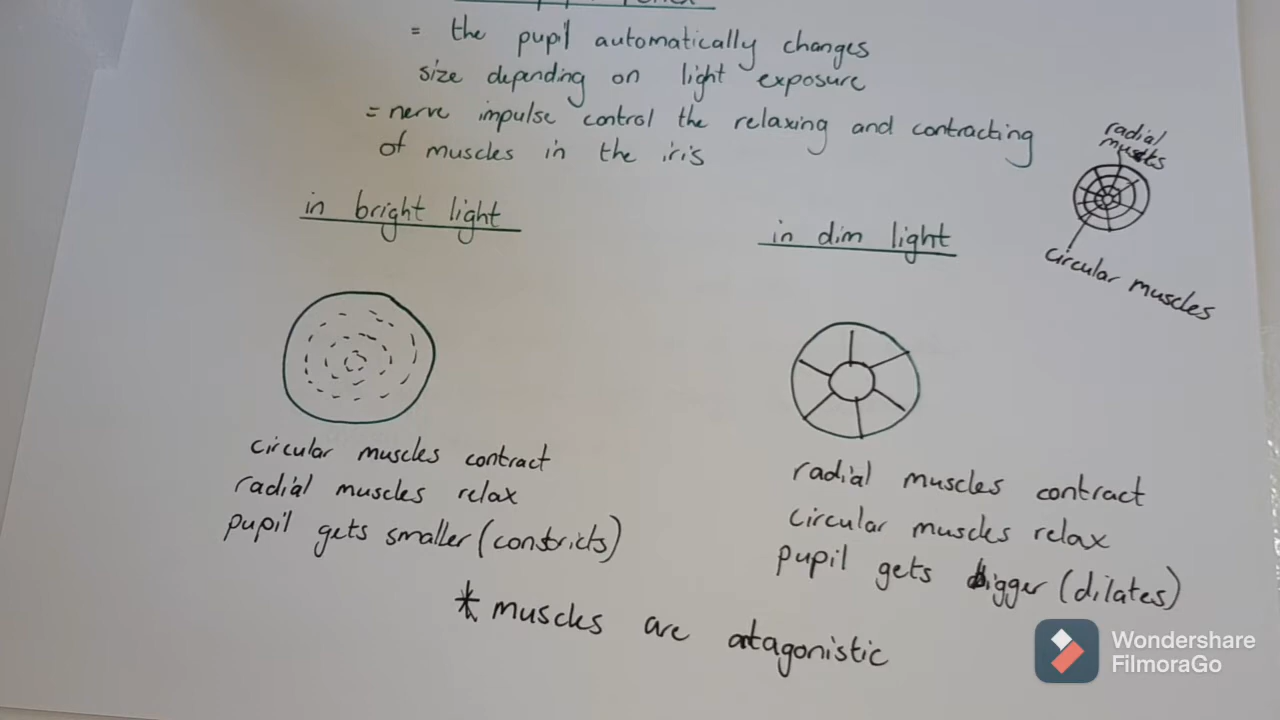 = the pupil automatically changes
size depending on light exposure
= nerve impulse control the relaxing and contracting
of muscles in the iris
radial
muscles
circular muscles
in bright light
in dim light
circular muscles contract
radial muscles relax
pupil gets smaller (constricts)
radial muscles contract
circular muscles relax
pupil gets bigger (dilates)
* muscles are atagonistic
Wondershare
FilmoraGo